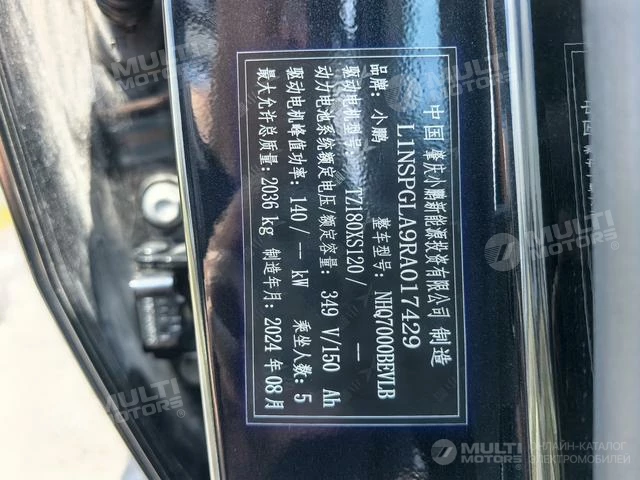 中国 肇庆小鹏新能源投资有限公司 制造
L1NSPGLA9RA017429
品牌: 小鹏 整车型号: NHQ7000BEVLB
驱动电机型号: TZ180XS120/ —
动力电池系统额定电压/额定容量: 349 V/150 Ah
驱动电机峰值功率: 140/ — kW 乘坐人数: 5
最大允许总质量: 2036 kg 制造年月: 2024 年 08 月
MULTI MOTORS
MULTI MOTORS
MULTI MOTORS
MULTI MOTORS
MULTI MOTORS ОНЛАЙН-КАТАЛОГ ЭЛЕКТРОМОБИЛЕЙ